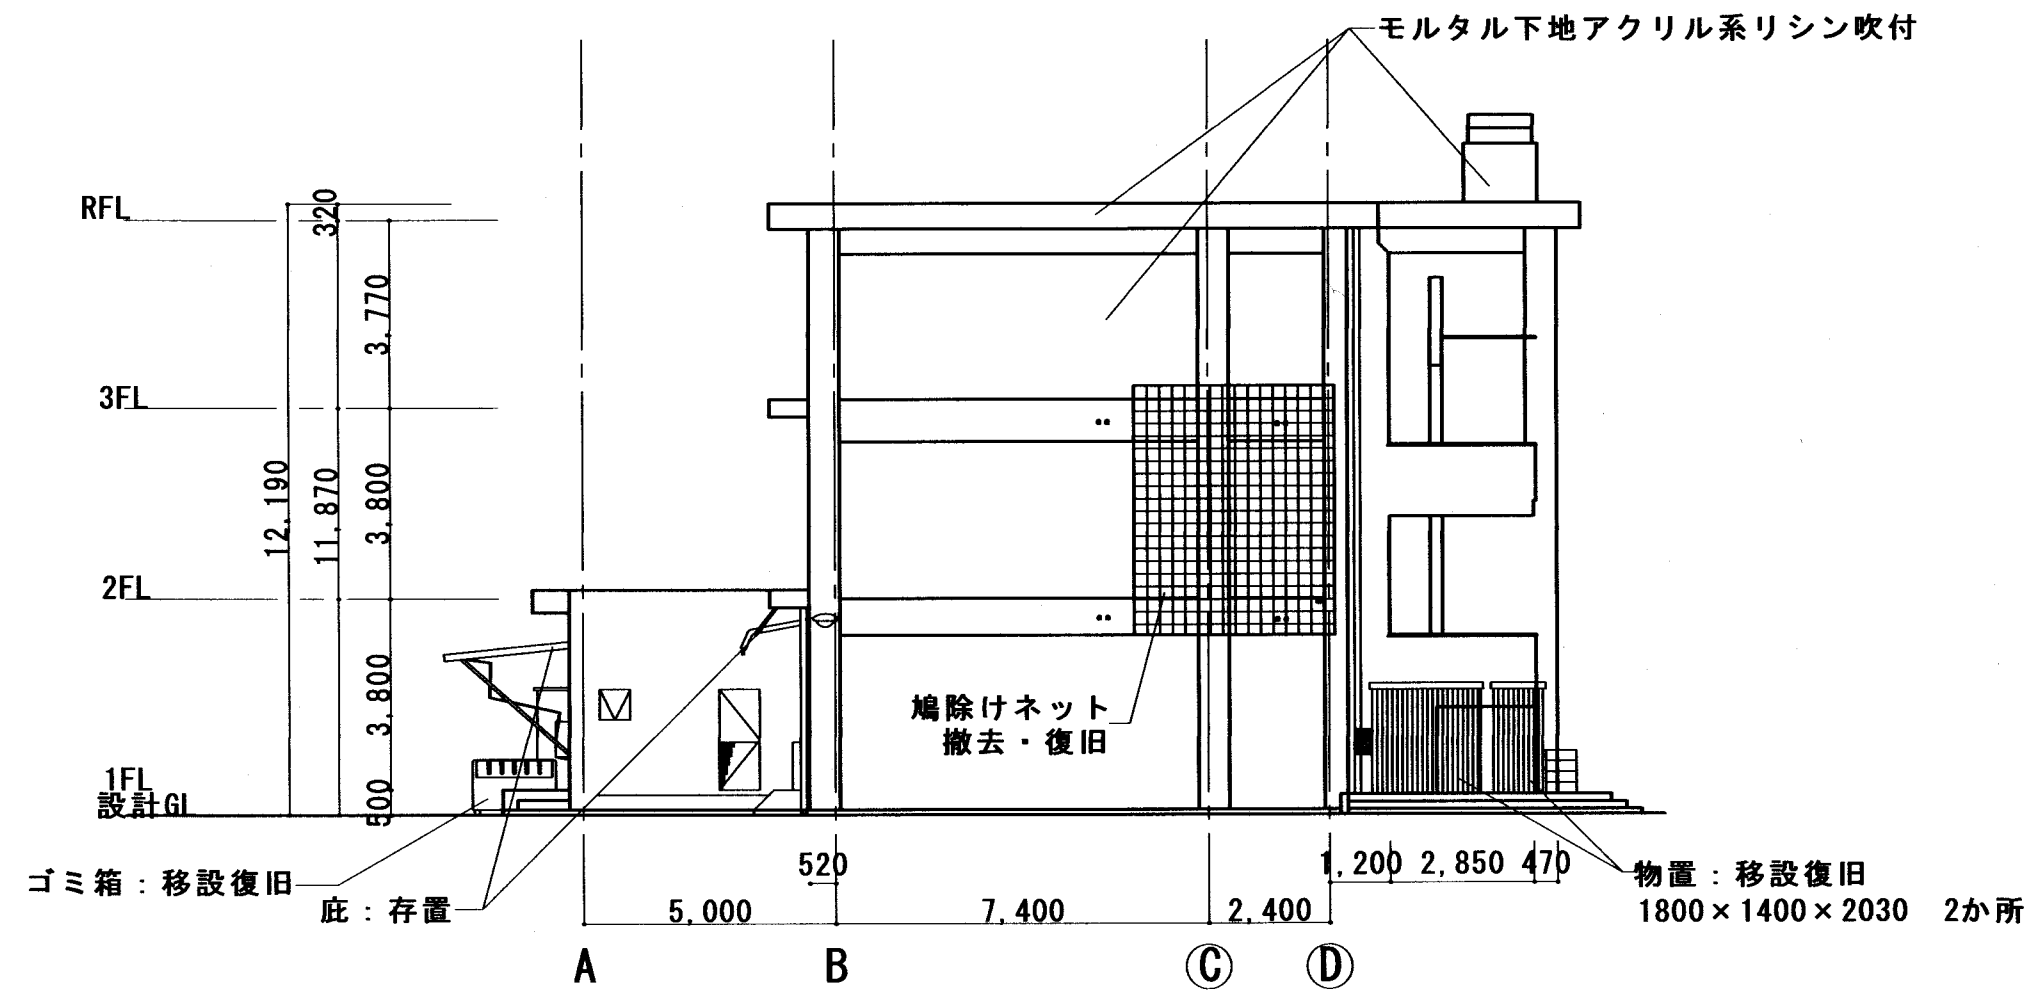 モルタル下地アクリル系リシン吹付
RFL
320
3,770
3FL
12,190
11,870
3,800
2FL
3,800
鳩除けネット
撤去・復旧
1FL
設計GL
500
ゴミ箱：移設復旧
庇：存置
520
1,200
2,850
470
物置：移設復旧
1800×1400×2030　2か所
5,000
7,400
2,400
A
B
C
D